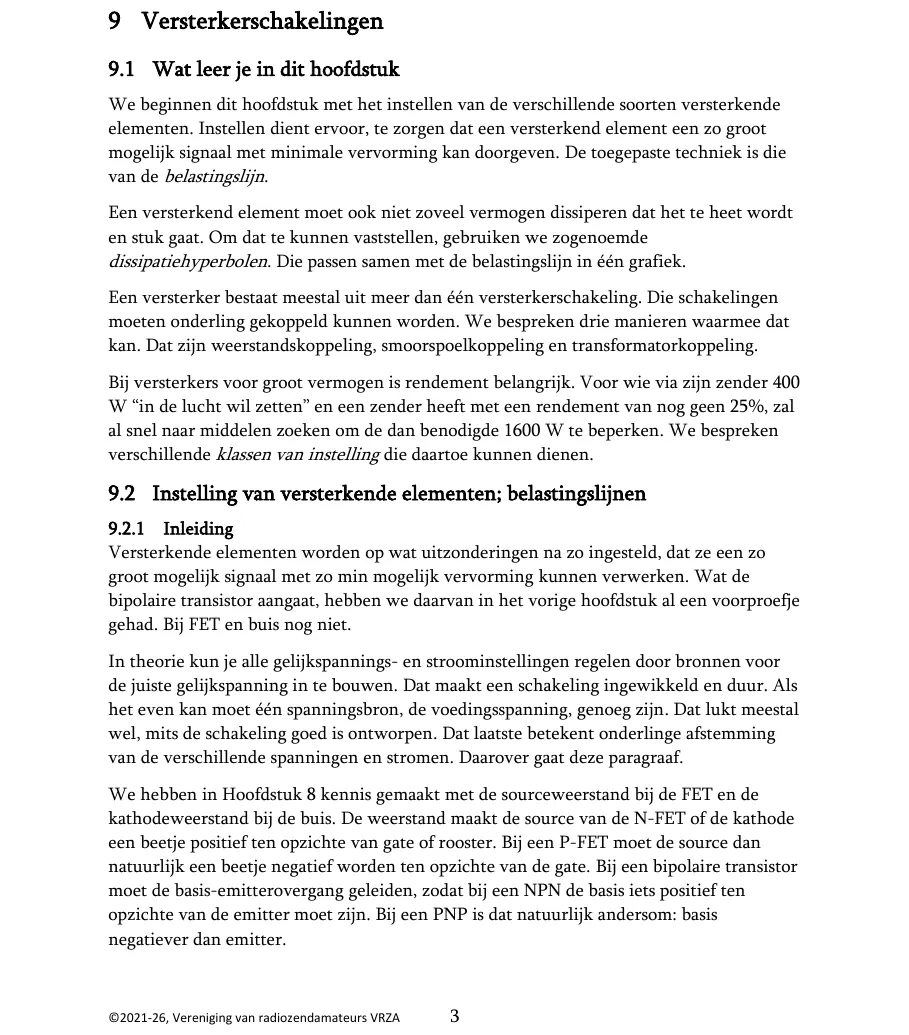 9 Versterkerschakelingen
9.1 Wat leer je in dit hoofdstuk
We beginnen dit hoofdstuk met het instellen van de verschillende soorten versterkende
elementen. Instellen dient ervoor, te zorgen dat een versterkend element een zo groot
mogelijk signaal met minimale vervorming kan doorgeven. De toegepaste techniek is die
van de belastingslijn.
Een versterkend element moet ook niet zoveel vermogen dissiperen dat het te heet wordt
en stuk gaat. Om dat te kunnen vaststellen, gebruiken we zogenoemde
dissipatiehyperbolen. Die passen samen met de belastingslijn in één grafiek.
Een versterker bestaat meestal uit meer dan één versterkerschakeling. Die schakelingen
moeten onderling gekoppeld kunnen worden. We bespreken drie manieren waarmee dat
kan. Dat zijn weerstandskoppeling, smoorspoelkoppeling en transformatorkoppeling.
Bij versterkers voor groot vermogen is rendement belangrijk. Voor wie via zijn zender 400
W “in de lucht wil zetten” en een zender heeft met een rendement van nog geen 25%, zal
al snel naar middelen zoeken om de dan benodigde 1600 W te beperken. We bespreken
verschillende klassen van instelling die daartoe kunnen dienen.
9.2 Instelling van versterkende elementen; belastingslijnen
9.2.1 Inleiding
Versterkende elementen worden op wat uitzonderingen na zo ingesteld, dat ze een zo
groot mogelijk signaal met zo min mogelijk vervorming kunnen verwerken. Wat de
bipolaire transistor aangaat, hebben we daarvan in het vorige hoofdstuk al een voorproefje
gehad. Bij FET en buis nog niet.
In theorie kun je alle gelijkspannings- en stroominstellingen regelen door bronnen voor
de juiste gelijkspanning in te bouwen. Dat maakt een schakeling ingewikkeld en duur. Als
het even kan moet één spanningsbron, de voedingsspanning, genoeg zijn. Dat lukt meestal
wel, mits de schakeling goed is ontworpen. Dat laatste betekent onderlinge afstemming
van de verschillende spanningen en stromen. Daarover gaat deze paragraaf.
We hebben in Hoofdstuk 8 kennis gemaakt met de sourceweerstand bij de FET en de
kathodeweerstand bij de buis. De weerstand maakt de source van de N-FET of de kathode
een beetje positief ten opzichte van gate of rooster. Bij een P-FET moet de source dan
natuurlijk een beetje negatief worden ten opzichte van de gate. Bij een bipolaire transistor
moet de basis-emitterovergang geleiden, zodat bij een NPN de basis iets positief ten
opzichte van de emitter moet zijn. Bij een PNP is dat natuurlijk andersom: basis
negatiever dan emitter.
©2021-26, Vereniging van radiozendamateurs VRZA 3